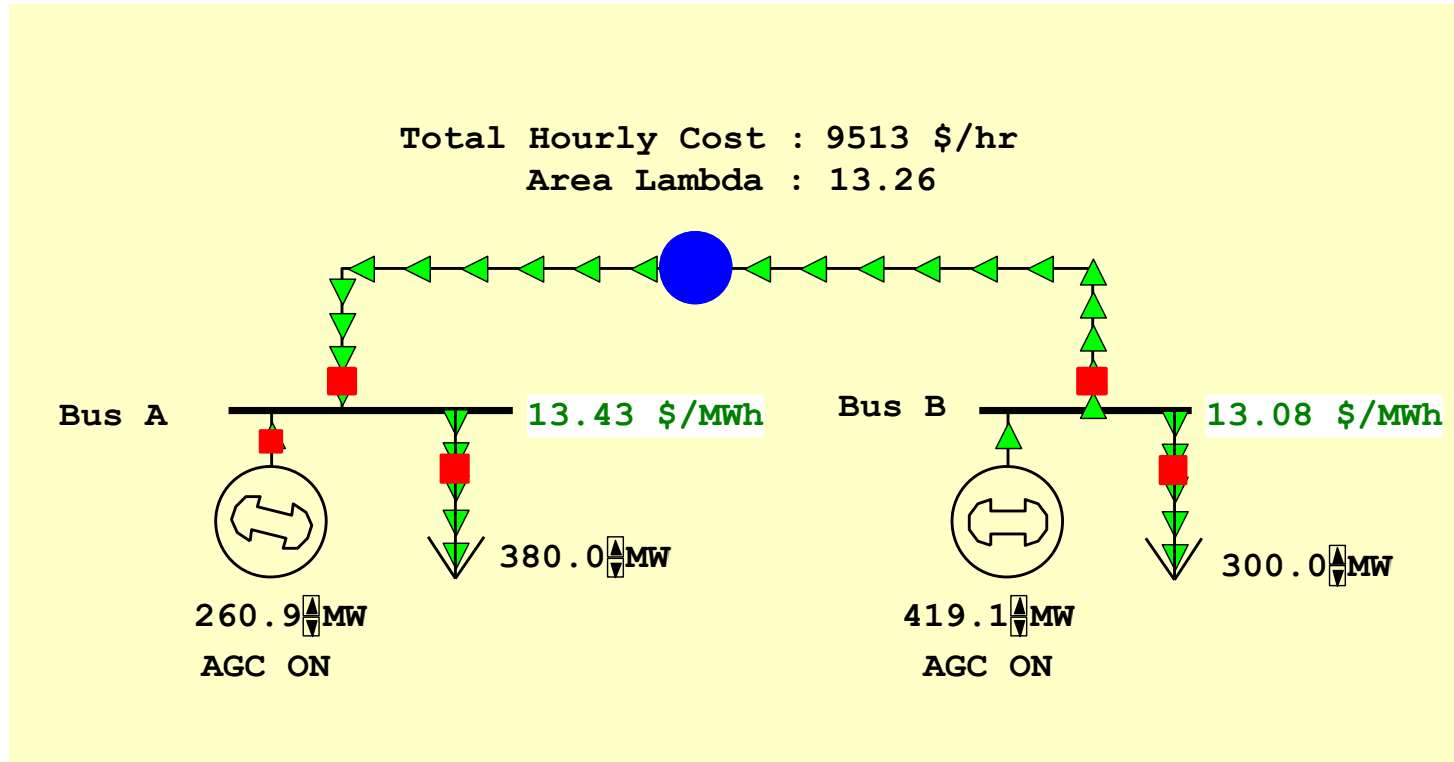 Total Hourly Cost : 9513 $/hr
Area Lambda : 13.26
Bus A
13.43 $/MWh
Bus B
13.08 $/MWh
380.0 MW
300.0 MW
260.9 MW
419.1 MW
AGC ON
AGC ON